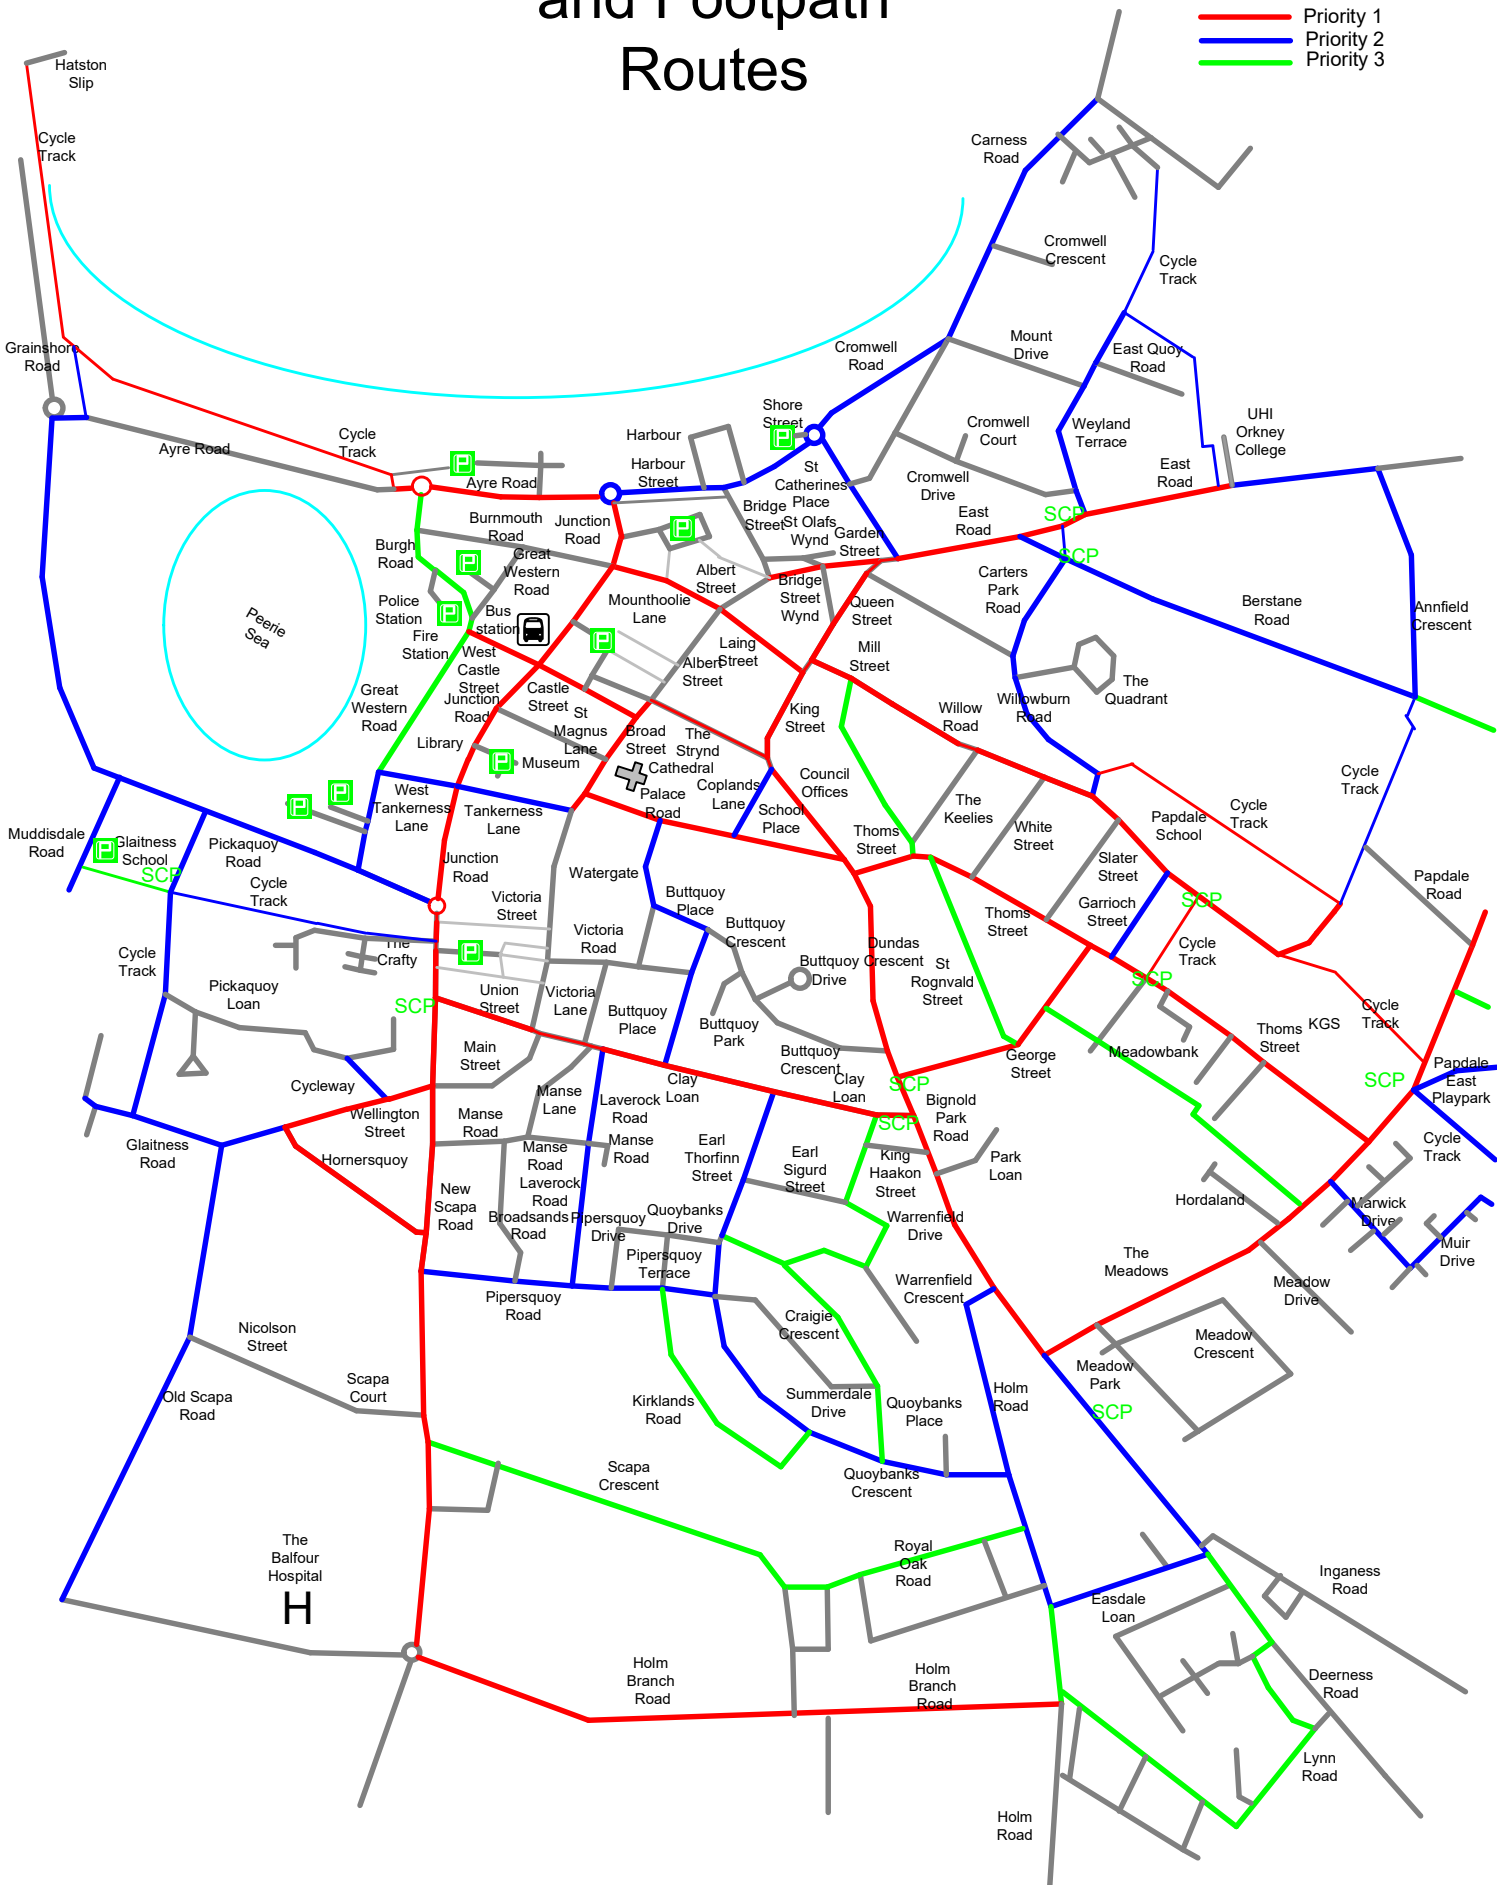 and Footpath
Routes
Priority 1
Priority 2
Priority 3
Hatston
Slip
Cycle
Track
Carness
Road
Cromwell
Crescent
Cycle
Track
Grainshore
Road
Cromwell
Road
Mount
Drive
East Quoy
Road
Shore
Street
Harbour
Cromwell
Court
Weyland
Terrace
UHI
Orkney
College
Ayre Road
Cycle
Track
Ayre Road
Harbour
Street
St
Catherines
Place
Cromwell
Drive
East
Road
East
Road
SCP
SCP
Burnmouth
Road
Junction
Road
Bridge
Street
St Olafs
Wynd
Garden
Street
Burgh
Road
Great
Western
Road
Albert
Street
Bridge
Street
Wynd
Carters
Park
Road
Berstane
Road
Annfield
Crescent
Peerie
Sea
Police
Station
Fire
Station
Bus
station
Mounthoolie
Lane
Queen
Street
Mill
Street
West
Castle
Street
Laing
Street
Albert
Street
The
Quadrant
Great
Western
Road
Junction
Road
Castle
Street
King
Street
Willow
Road
Willowburn
Road
Library
St
Magnus
Lane
Broad
Street
The
Strynd
Cathedral
Museum
Cycle
Track
West
Tankerness
Lane
Tankerness
Lane
Palace
Road
Coplands
Lane
School
Place
Council
Offices
The
Keelies
White
Street
Papdale
School
Cycle
Track
Muddisdale
Road
Glaitness
School
SCP
Pickaquoy
Road
Cycle
Track
Junction
Road
Watergate
Thoms
Street
Slater
Street
Papdale
Road
Victoria
Street
Buttquoy
Place
Garrioch
Street
SCP
Thoms
Street
Cycle
Track
The
Crafty
Victoria
Road
Buttquoy
Crescent
Dundas
Crescent
Buttquoy
Drive
St
Rognvald
Street
SCP
Cycle
Track
Pickaquoy
Loan
SCP
Union
Street
Victoria
Lane
Buttquoy
Place
Buttquoy
Park
Thoms
Street
KGS
Cycle
Track
Main
Street
Buttquoy
Crescent
George
Street
Meadowbank
Papdale
East
Playpark
SCP
Cycleway
Manse
Lane
Clay
Loan
Clay
Loan
SCP
SCP
Wellington
Street
Manse
Road
Laverock
Road
Bignold
Park
Road
Glaitness
Road
Hornersquoy
Manse
Road
Manse
Road
Laverock
Road
Earl
Thorfinn
Street
Earl
Sigurd
Street
King
Haakon
Street
Park
Loan
Cycle
Track
New
Scapa
Road
Broadsands
Road
Pipersquoy
Drive
Quoybanks
Drive
Warrenfield
Drive
Hordaland
Marwick
Drive
Pipersquoy
Terrace
Warrenfield
Crescent
The
Meadows
Muir
Drive
Pipersquoy
Road
Craigie
Crescent
Meadow
Drive
Nicolson
Street
Meadow
Crescent
Scapa
Court
Old Scapa
Road
Kirklands
Road
Summerdale
Drive
Quoybanks
Place
Holm
Road
Meadow
Park
SCP
Scapa
Crescent
Quoybanks
Crescent
The
Balfour
Hospital
H
Royal
Oak
Road
Easdale
Loan
Inganess
Road
Holm
Branch
Road
Holm
Branch
Road
Deerness
Road
Lynn
Road
Holm
Road